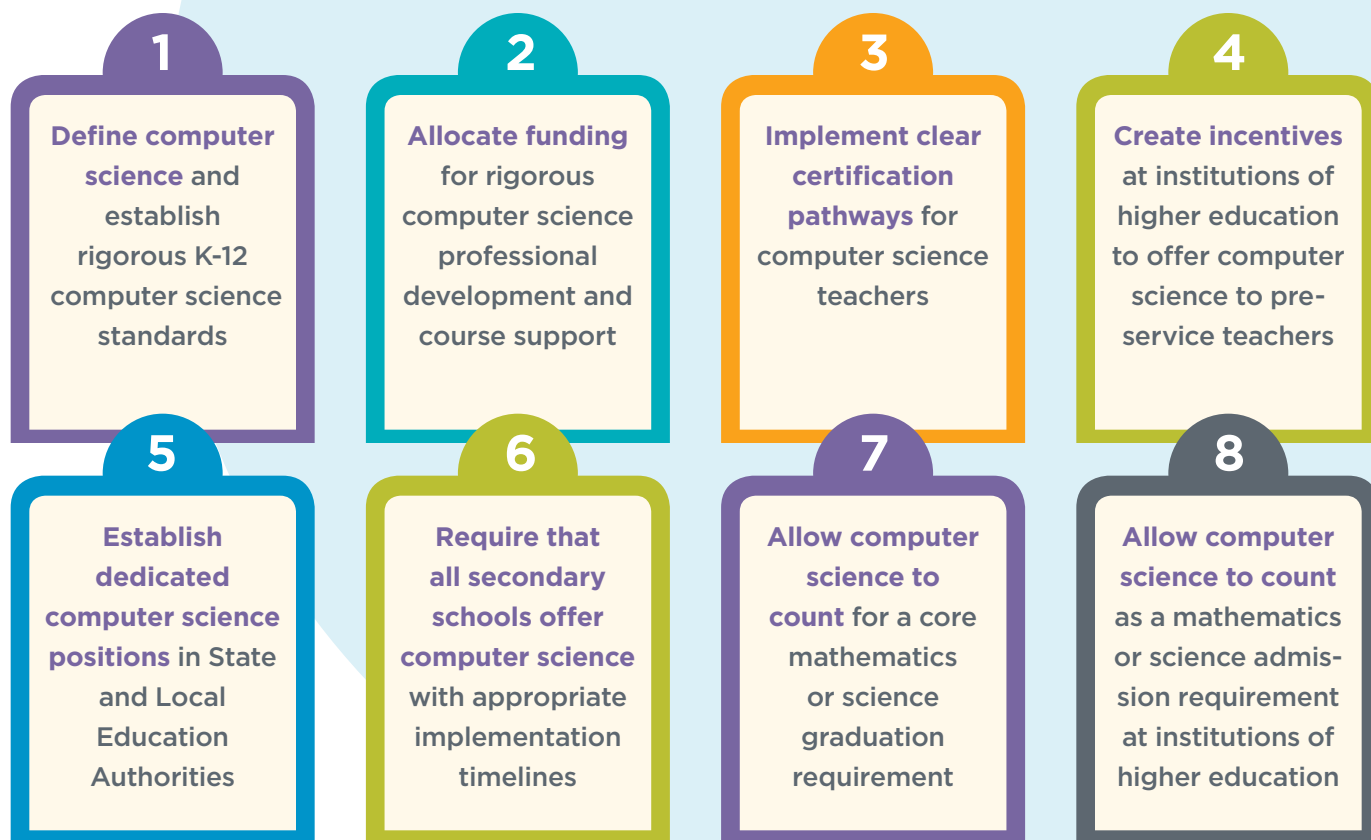 1
Define computer
science and
establish
rigorous K-12
computer science
standards
2
Allocate funding
for rigorous
computer science
professional
development and
course support
3
Implement clear
certification
pathways for
computer science
teachers
4
Create incentives
at institutions of
higher education
to offer computer
science to pre-
service teachers
5
Establish
dedicated
computer science
positions in State
and Local
Education
Authorities
6
Require that
all secondary
schools offer
computer science
with appropriate
implementation
timelines
7
Allow computer
science to
count for a core
mathematics
or science
graduation
requirement
8
Allow computer
science to count
as a mathematics
or science admis-
sion requirement
at institutions of
higher education